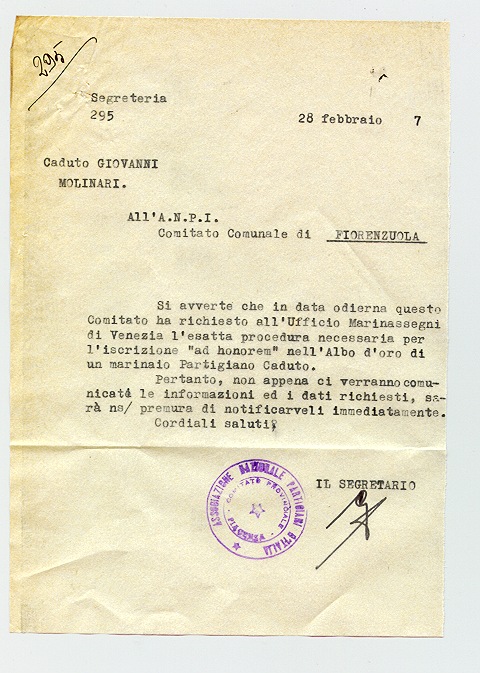 295
Segreteria
295
28 febbraio 7
Caduto GIOVANNI
MOLINARI.
All'A.N.P.I.
Comitato Comunale di FIORENZUOLA
Si avverte che in data odierna questo
Comitato ha richiesto all'Ufficio Marinassegni
di Venezia l'esatta procedura necessaria per
l'iscrizione "ad honorem" nell'Albo d'oro di
un marinaio Partigiano Caduto.
Pertanto, non appena ci verranno comu-
nicate le informazioni ed i dati richiesti, sa-
rà ns/ premura di notificarveli immediatamente.
Cordiali saluti
IL SEGRETARIO
ASSOCIAZIONE NAZIONALE PARTIGIANI D'ITALIA
COMITATO PROVINCIALE
PIACENZA